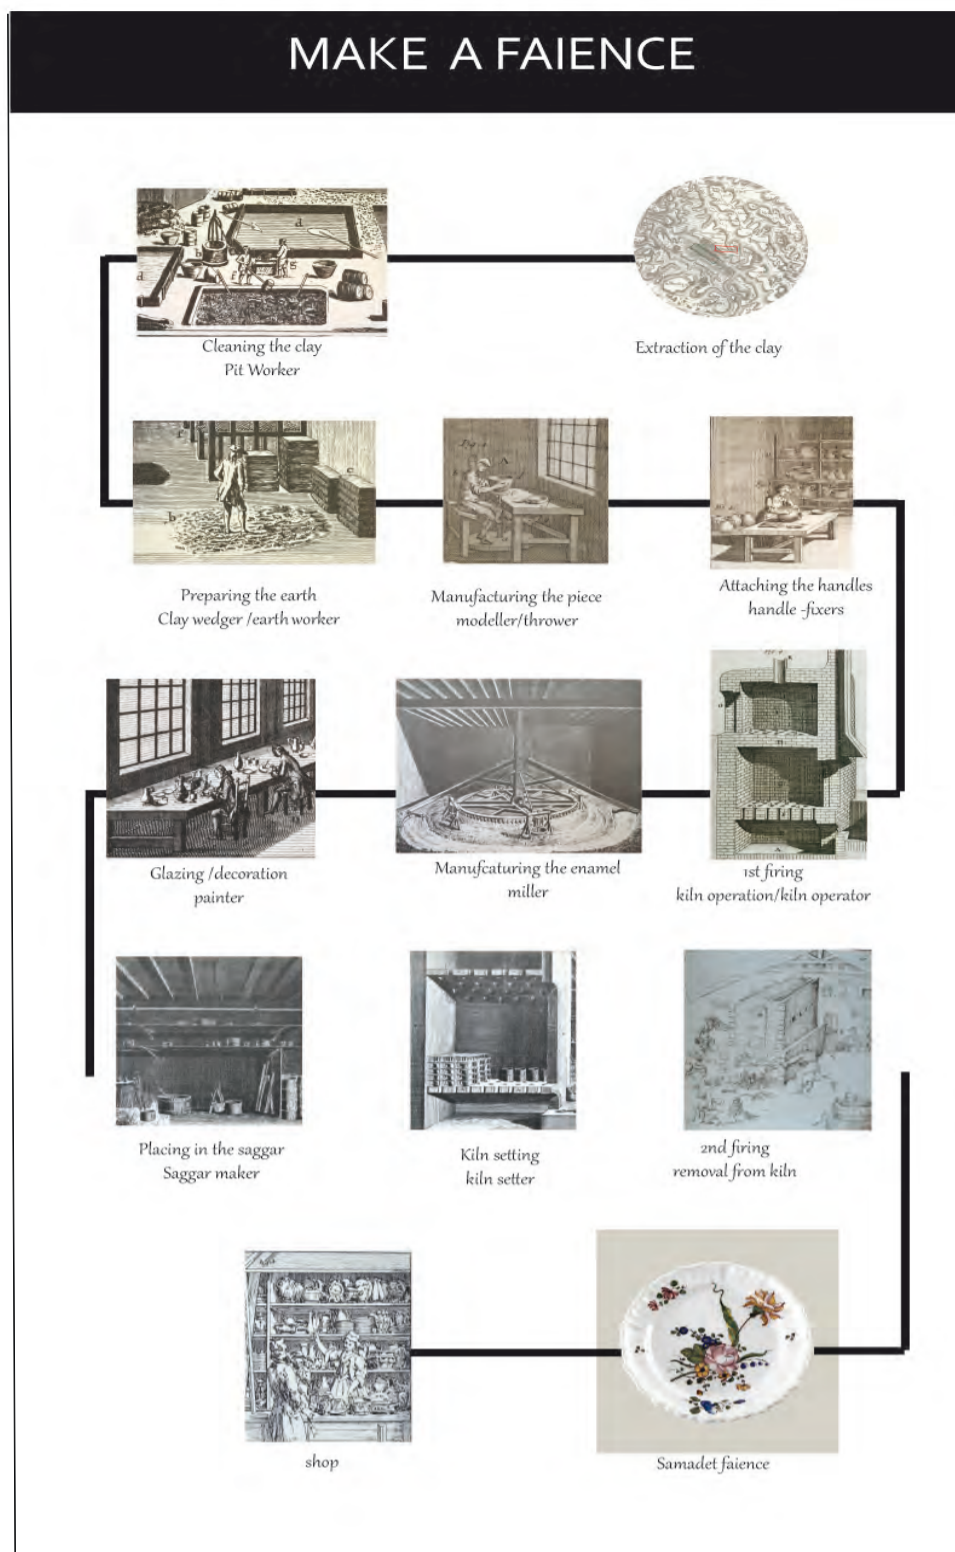 MAKE A FAIENCE
Extraction of the clay
Cleaning the clay
Pit Worker
Preparing the earth
Clay wedger /earth worker
Manufacturing the piece
modeller/thrower
Attaching the handles
handle -fixers
1st firing
kiln operation/kiln operator
Manufcaturing the enamel
miller
Glazing /decoration
painter
Placing in the saggar
Saggar maker
Kiln setting
kiln setter
2nd firing
removal from kiln
Samadet faience
shop